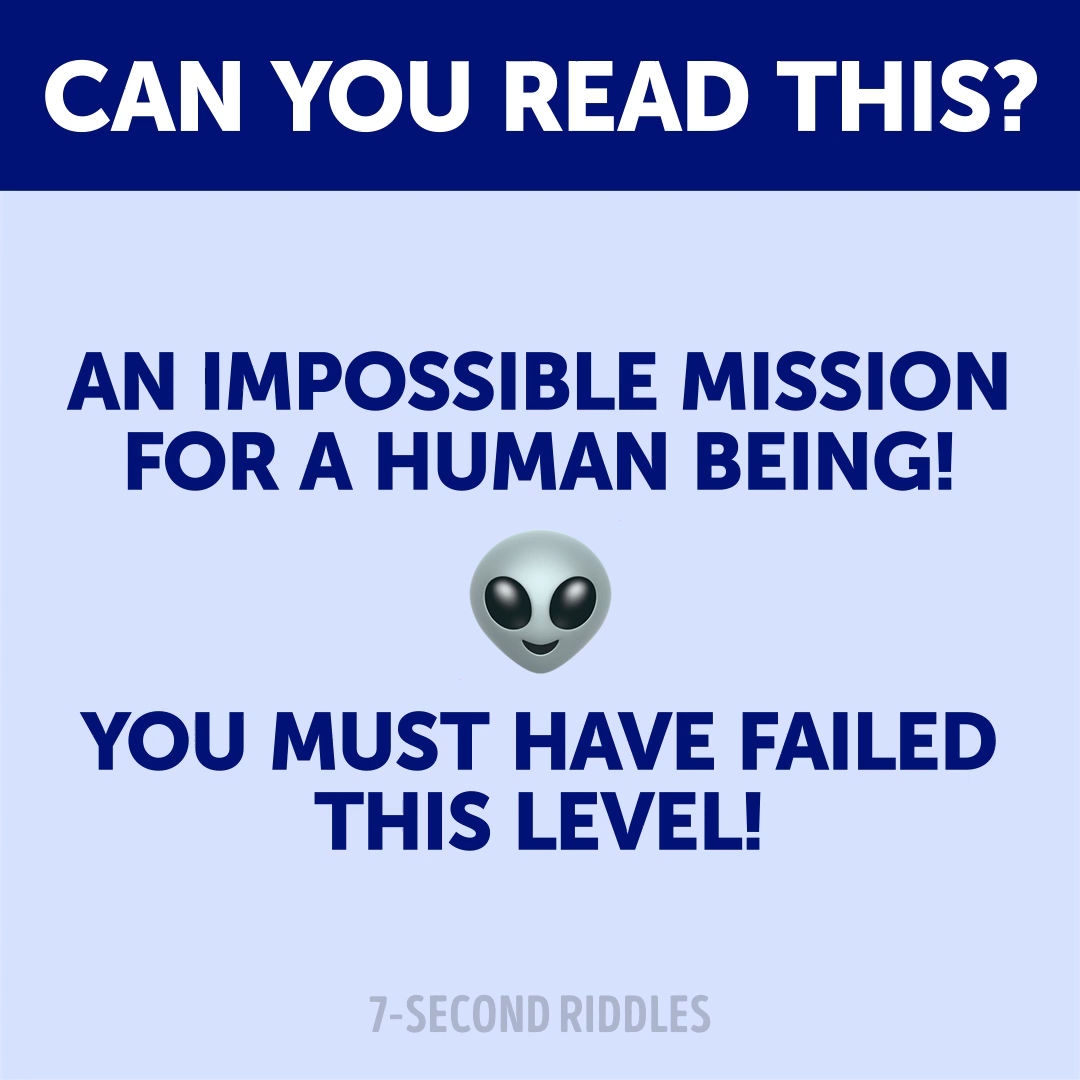 CAN YOU READ THIS?
AN IMPOSSIBLE MISSION
FOR A HUMAN BEING!
YOU MUST HAVE FAILED
THIS LEVEL!
7-SECOND RIDDLES